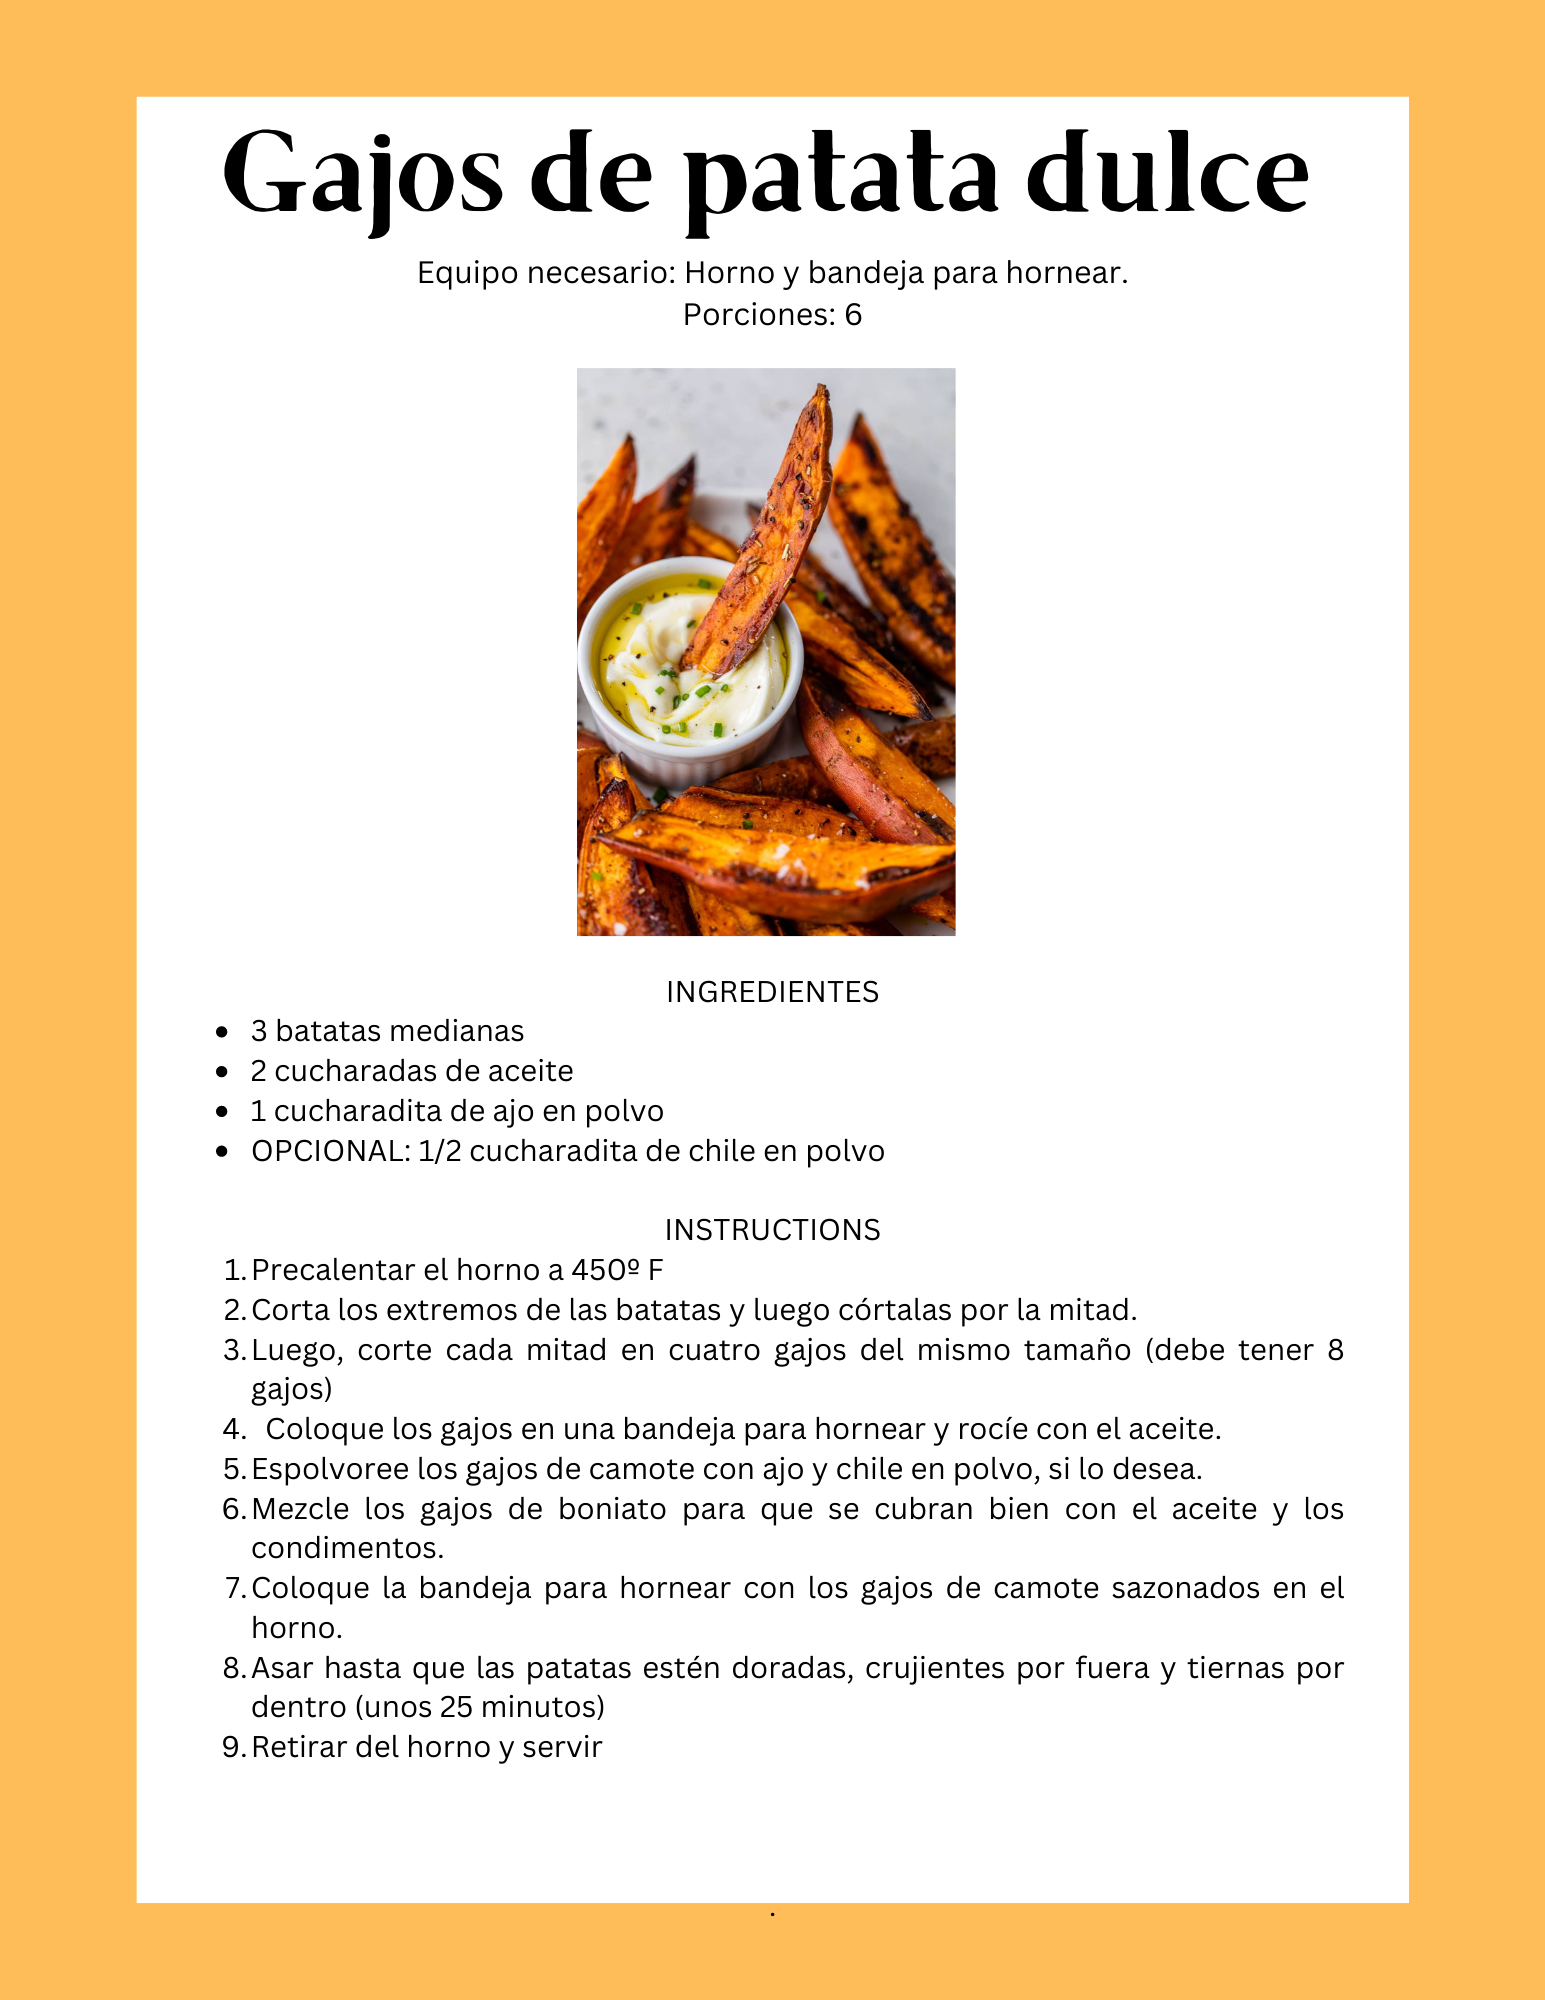 Gajos de patata dulce
Equipo necesario: Horno y bandeja para hornear.
Porciones: 6
INGREDIENTES
• 3 batatas medianas
• 2 cucharadas de aceite
• 1 cucharadita de ajo en polvo
• OPCIONAL: 1/2 cucharadita de chile en polvo
INSTRUCTIONS
1. Precalentar el horno a 450º F
2. Corta los extremos de las batatas y luego córtalas por la mitad.
3. Luego, corte cada mitad en cuatro gajos del mismo tamaño (debe tener 8
gajos)
4. Coloque los gajos en una bandeja para hornear y rocíe con el aceite.
5. Espolvoree los gajos de camote con ajo y chile en polvo, si lo desea.
6. Mezcle los gajos de boniato para que se cubran bien con el aceite y los
condimentos.
7. Coloque la bandeja para hornear con los gajos de camote sazonados en el
horno.
8. Asar hasta que las patatas estén doradas, crujientes por fuera y tiernas por
dentro (unos 25 minutos)
9. Retirar del horno y servir
.